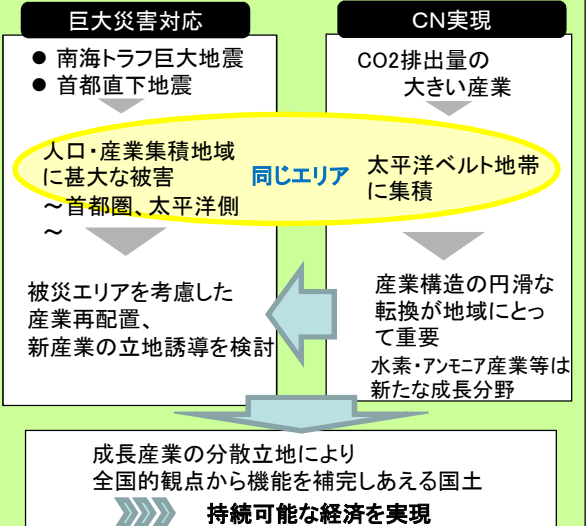 巨大災害対応
● 南海トラフ巨大地震
● 首都直下地震
人口・産業集積地域
に甚大な被害
～首都圏、太平洋側
～
被災エリアを考慮した
産業再配置、
新産業の立地誘導を検討
同じエリア
CN実現
CO2排出量の
大きい産業
太平洋ベルト地帯
に集積
産業構造の円滑な
転換が地域にとっ
て重要
水素・アンモニア産業等は
新たな成長分野
成長産業の分散立地により
全国的観点から機能を補完しあえる国土
持続可能な経済を実現